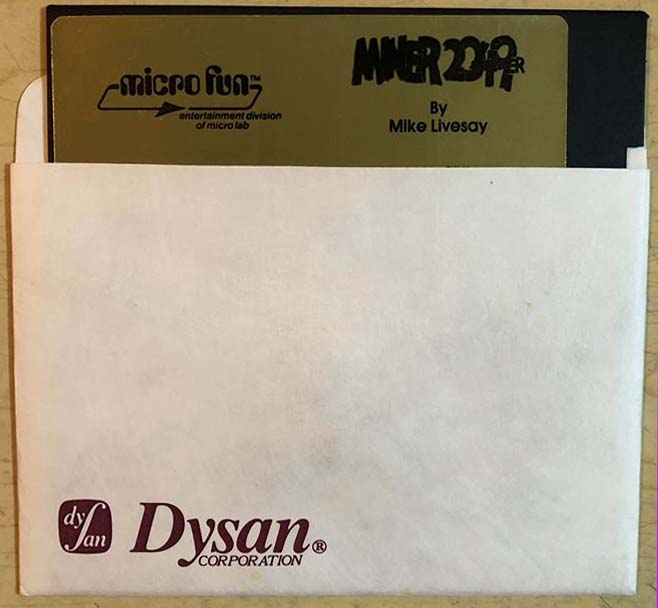 micro fun™
entertainment division
of micro lab
MINER 2049ER
By
Mike Livesay
dy
san
Dysan®
CORPORATION